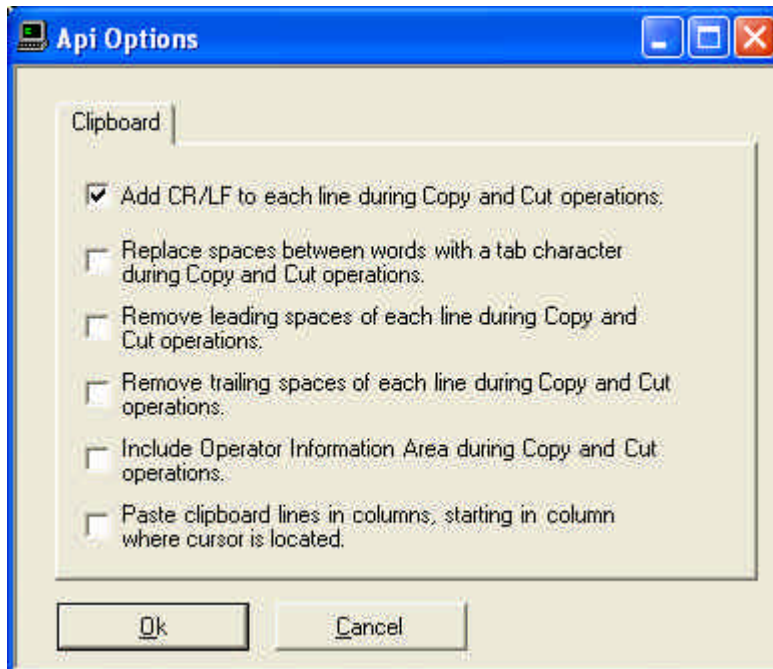 Api Options
Clipboard
Add CR/LF to each line during Copy and Cut operations.
Replace spaces between words with a tab character
during Copy and Cut operations.
Remove leading spaces of each line during Copy and
Cut operations.
Remove trailing spaces of each line during Copy and Cut
operations.
Include Operator Information Area during Copy and Cut
operations.
Paste clipboard lines in columns, starting in column
where cursor is located.
Ok
Cancel